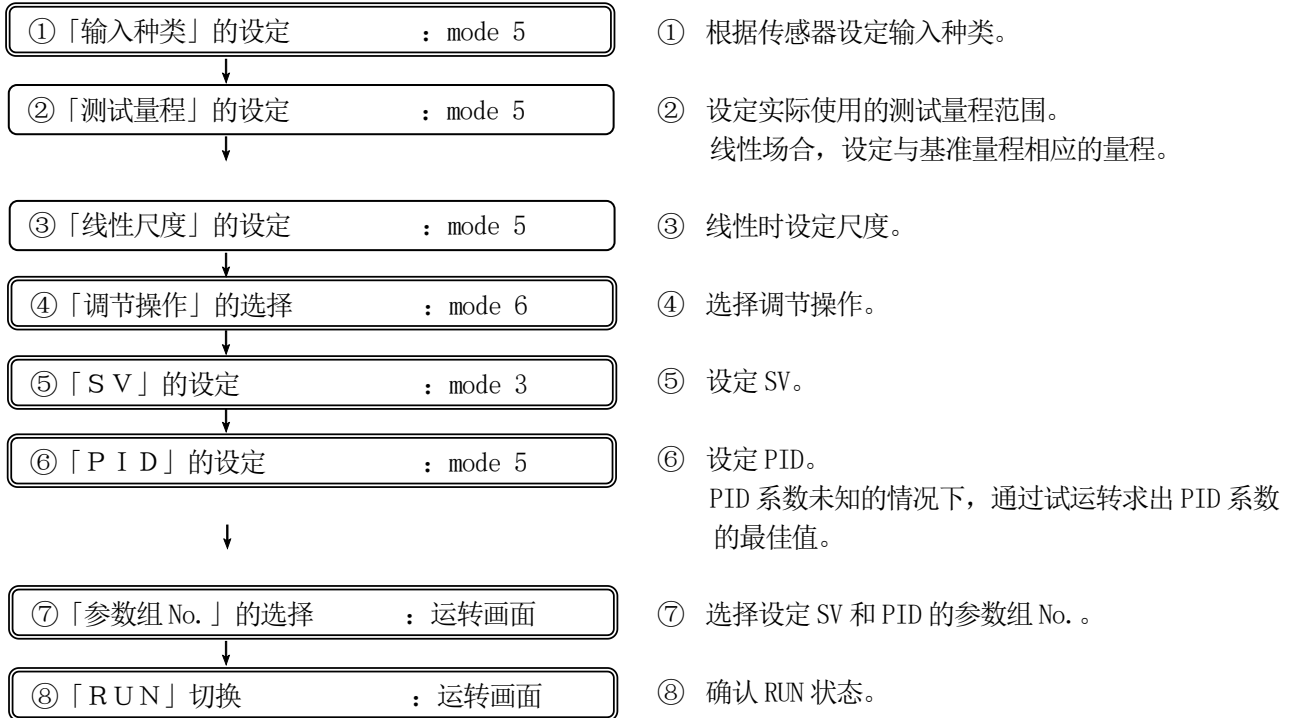 ①「输入种类」的设定 : mode 5 ① 根据传感器设定输入种类。
②「测试量程」的设定 : mode 5 ② 设定实际使用的测试量程范围。
线性场合，设定与基准量程相应的量程。
③「线性尺度」的设定 : mode 5 ③ 线性时设定尺度。
④「调节操作」的选择 : mode 6 ④ 选择调节操作。
⑤「ＳＶ」的设定 : mode 3 ⑤ 设定 SV。
⑥「ＰＩＤ」的设定 : mode 5 ⑥ 设定 PID。
PID 系数未知的情况下，通过试运转求出 PID 系数
的最佳值。
⑦「参数组 No.」的选择 : 运转画面 ⑦ 选择设定 SV 和 PID 的参数组 No.。
⑧「ＲＵＮ」切换 : 运转画面 ⑧ 确认 RUN 状态。